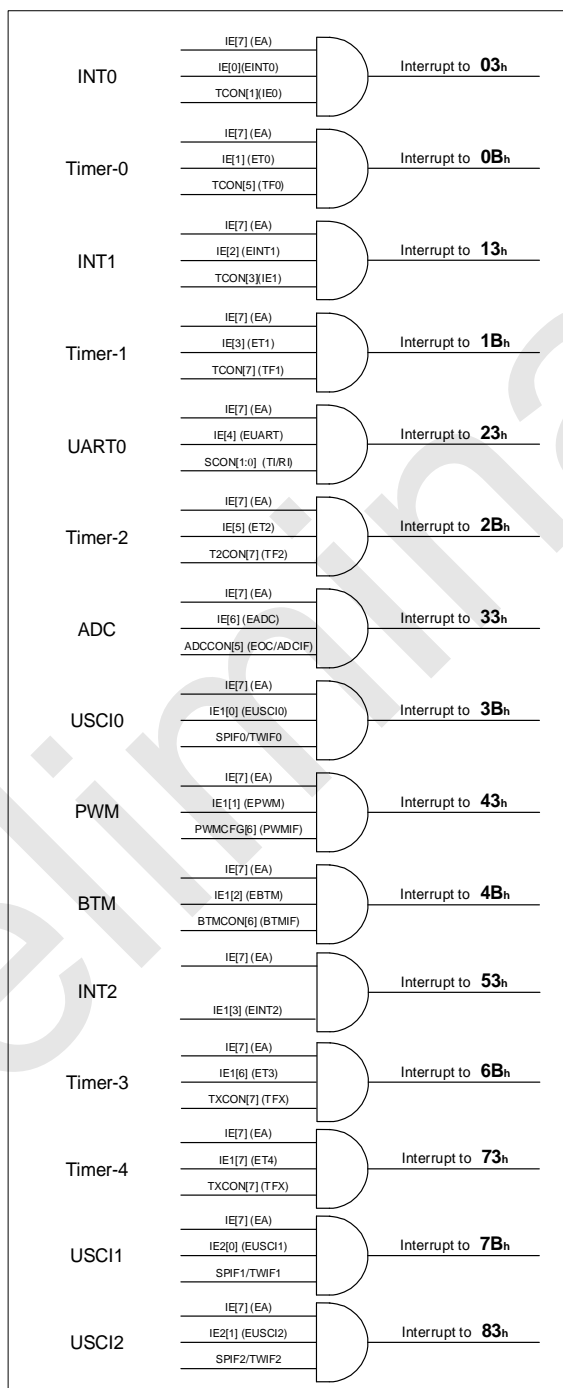 IE[7] (EA)
INT0
IE[0](EINT0)
Interrupt to 03h
TCON[1](IE0)
IE[7] (EA)
Timer-0
IE[1] (ET0)
Interrupt to 0Bh
TCON[5] (TF0)
IE[7] (EA)
INT1
IE[2] (EINT1)
Interrupt to 13h
TCON[3](IE1)
IE[7] (EA)
Timer-1
IE[3] (ET1)
Interrupt to 1Bh
TCON[7] (TF1)
IE[7] (EA)
UART0
IE[4] (EUART)
Interrupt to 23h
SCON[1:0] (TI/RI)
IE[7] (EA)
Timer-2
IE[5] (ET2)
Interrupt to 2Bh
T2CON[7] (TF2)
IE[7] (EA)
ADC
IE[6] (EADC)
Interrupt to 33h
ADCCON[5] (EOC/ADCIF)
IE[7] (EA)
USCI0
IE1[0] (EUSCI0)
Interrupt to 3Bh
SPIF0/TWIF0
IE[7] (EA)
PWM
IE1[1] (EPWM)
Interrupt to 43h
PWMCFG[6] (PWMIF)
IE[7] (EA)
BTM
IE1[2] (EBTM)
Interrupt to 4Bh
BTMCON[6] (BTMIF)
IE[7] (EA)
INT2
Interrupt to 53h
IE1[3] (EINT2)
IE[7] (EA)
Timer-3
IE1[6] (ET3)
Interrupt to 6Bh
TXCON[7] (TFX)
IE[7] (EA)
Timer-4
IE1[7] (ET4)
Interrupt to 73h
TXCON[7] (TFX)
IE[7] (EA)
USCI1
IE2[0] (EUSCI1)
Interrupt to 7Bh
SPIF1/TWIF1
IE[7] (EA)
USCI2
IE2[1] (EUSCI2)
Interrupt to 83h
SPIF2/TWIF2
elimina